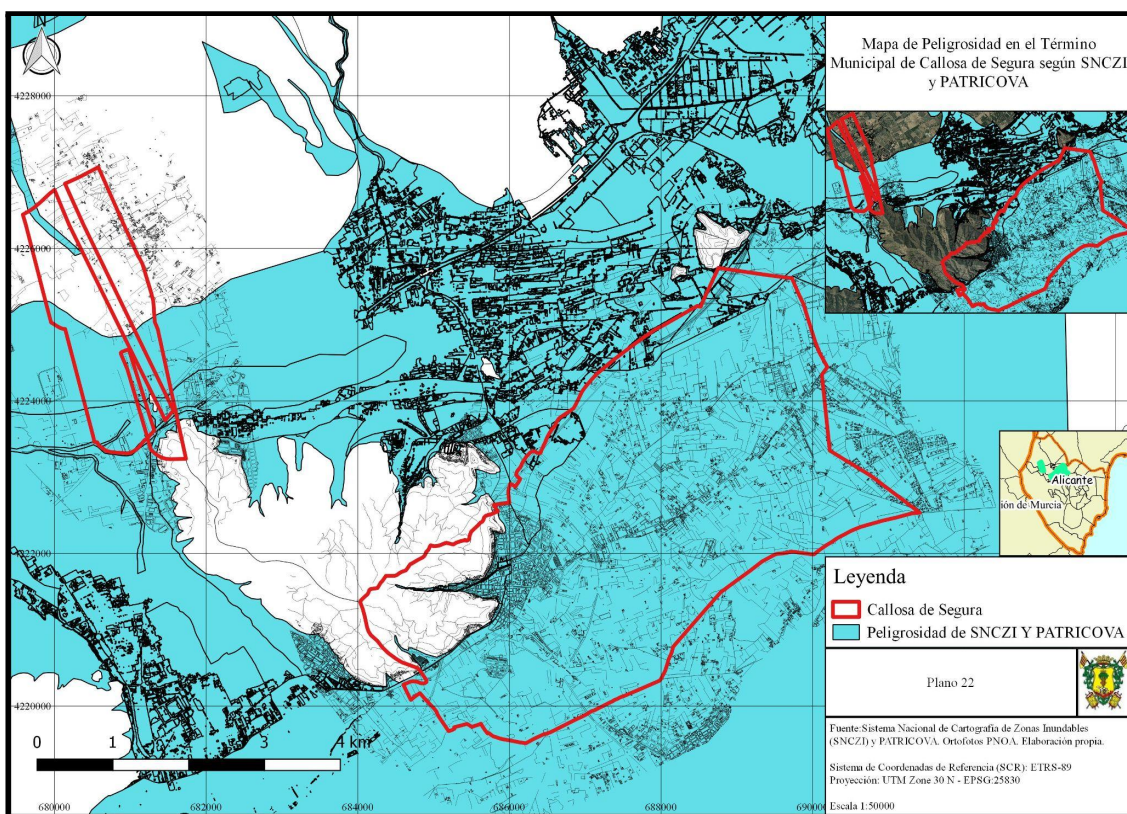 Mapa de Peligrosidad en el Término
Municipal de Callosa de Segura según SNCZI
y PATRICOVA
4228000
4226000
4224000
4222000
4220000
680000
682000
684000
686000
688000
690000
0
1
3
4 km
Alicante
ión de Murcia
Leyenda
Callosa de Segura
Peligrosidad de SNCZI Y PATRICOVA
Plano 22
Fuente:Sistema Nacional de Cartografía de Zonas Inundables
(SNCZI) y PATRICOVA. Ortofotos PNOA. Elaboración propia.
Sistema de Coordenadas de Referencia (SCR): ETRS-89
Proyección: UTM Zone 30 N - EPSG:25830
Escala 1:50000